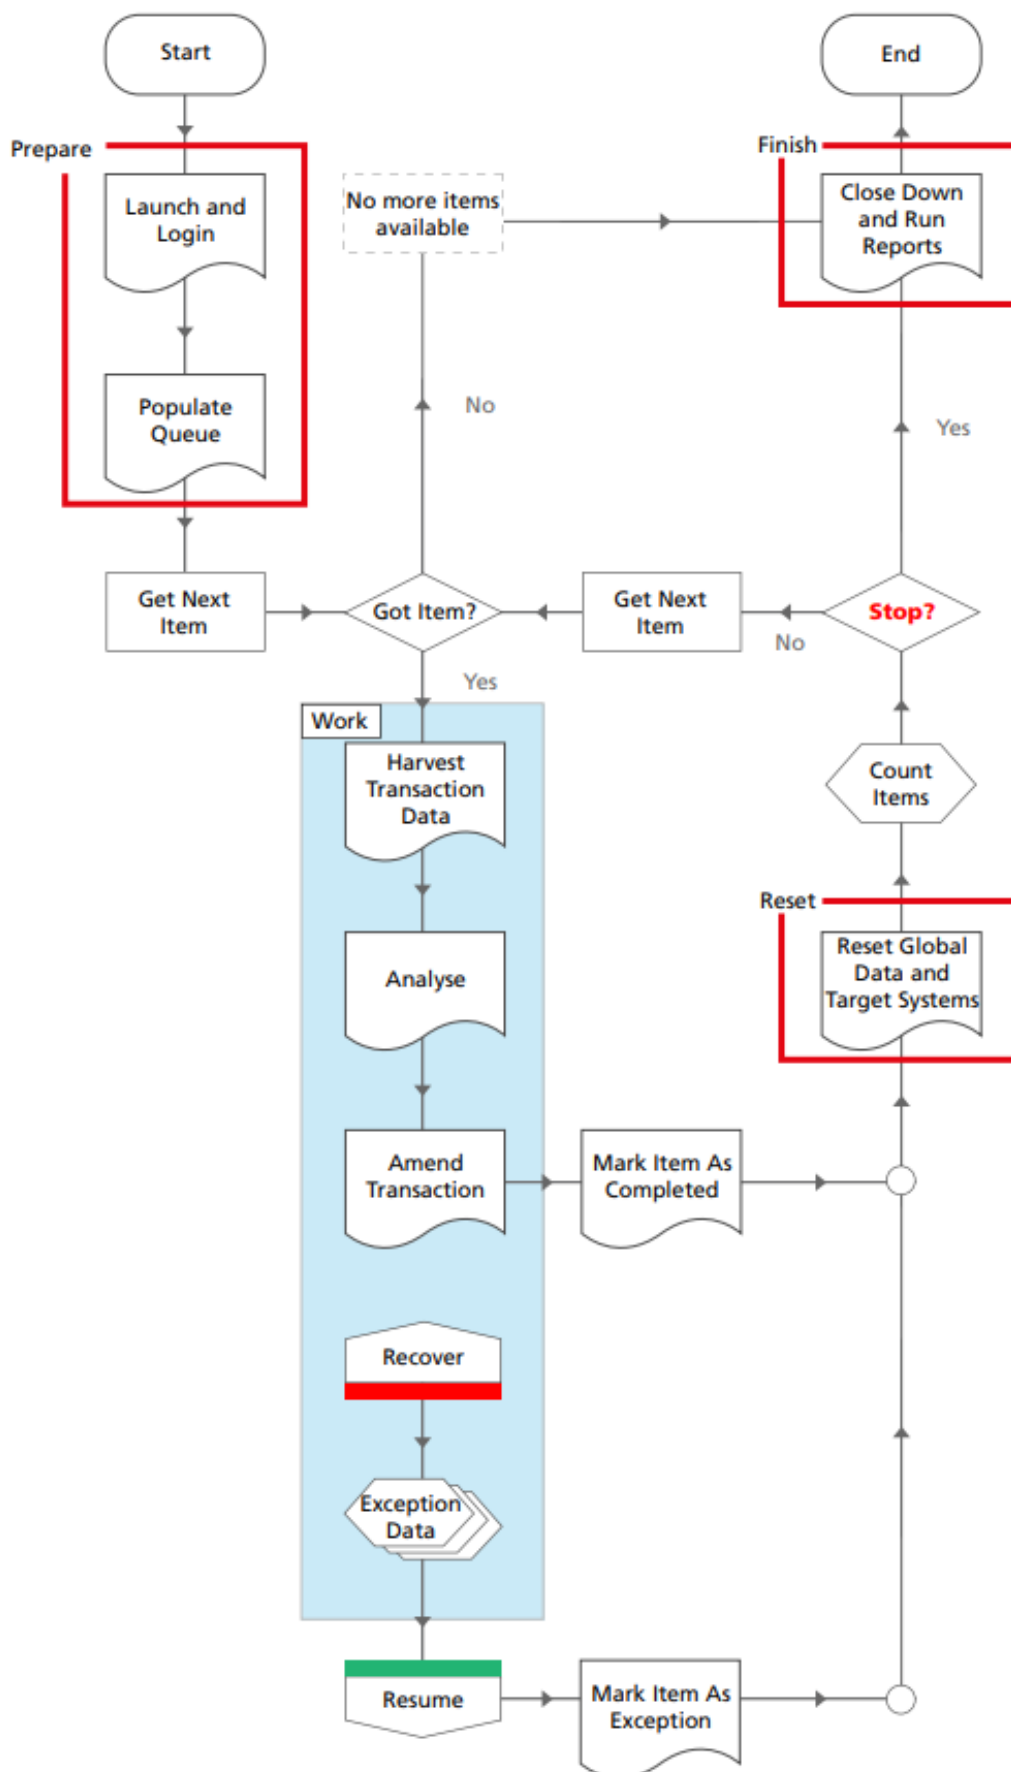 Start
End
Prepare
Finish
Launch and
Login
No more items
available
Close Down
and Run
Reports
Populate
Queue
No
Yes
Get Next
Item
Got Item?
Get Next
Item
Stop?
No
Yes
Work
Harvest
Transaction
Data
Count
Items
Reset
Analyse
Reset Global
Data and
Target Systems
Amend
Transaction
Mark Item As
Completed
Recover
Exception
Data
Resume
Mark Item As
Exception